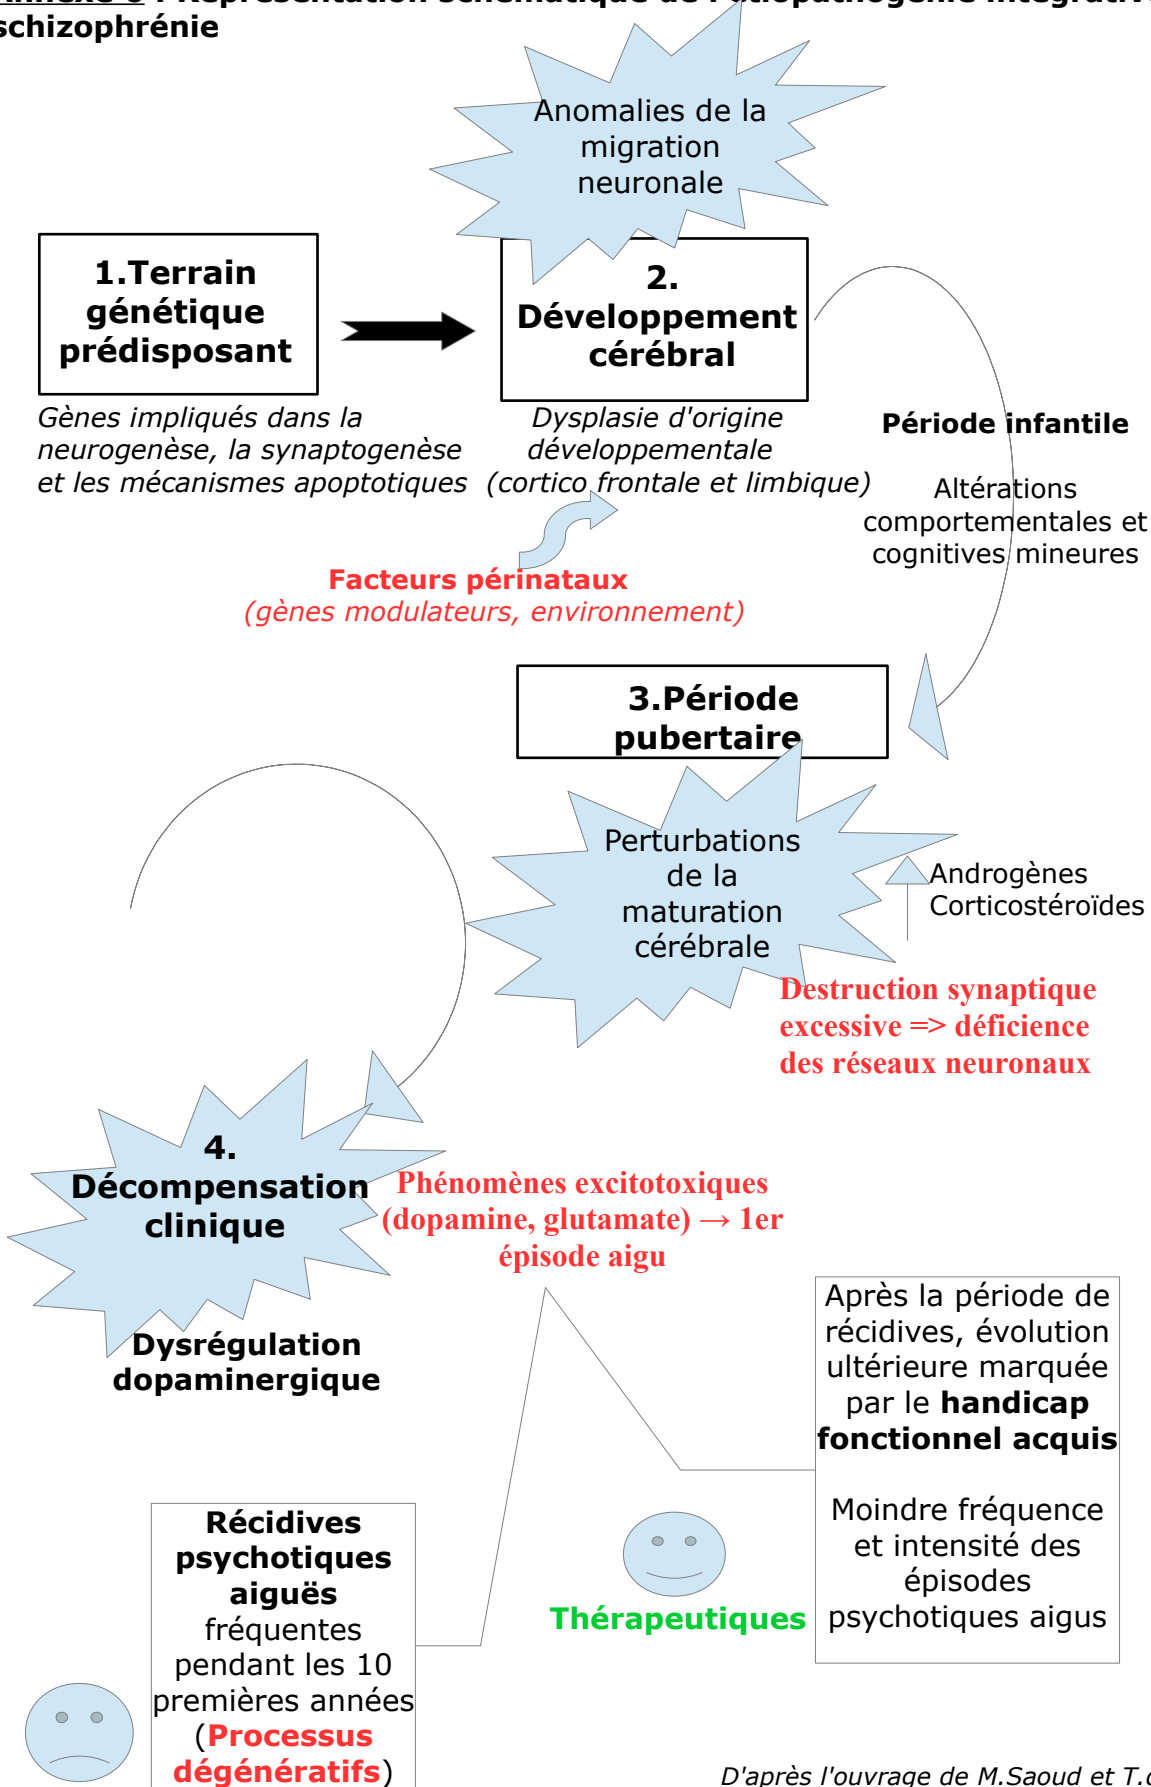 schizophrénie
Anomalies de la
migration
neuronale
1.Terrain
génétique
prédisposant
2.
Développement
cérébral
Gènes impliqués dans la
neurogenèse, la synaptogenèse
et les mécanismes apoptotiques
Dysplasie d'origine
développementale
(cortico frontale et limbique)
Période infantile
Altérations
comportementales et
cognitives mineures
Facteurs périnataux
(gènes modulateurs, environnement)
3.Période
pubertaire
Perturbations
de la
maturation
cérébrale
Androgènes
Corticostéroïdes
Destruction synaptique
excessive => déficience
des réseaux neuronaux
4.
Décompensation
clinique
Phénomènes excitotoxiques
(dopamine, glutamate) → 1er
épisode aigu
Dysrégulation
dopaminergique
Après la période de
récidives, évolution
ultérieure marquée
par le handicap
fonctionnel acquis
Moindre fréquence
et intensité des
épisodes
psychotiques aigus
Thérapeutiques
Récidives
psychotiques
aiguës
fréquentes
pendant les 10
premières années
(Processus
dégénératifs)
D'après l'ouvrage de M.Saoud et T.